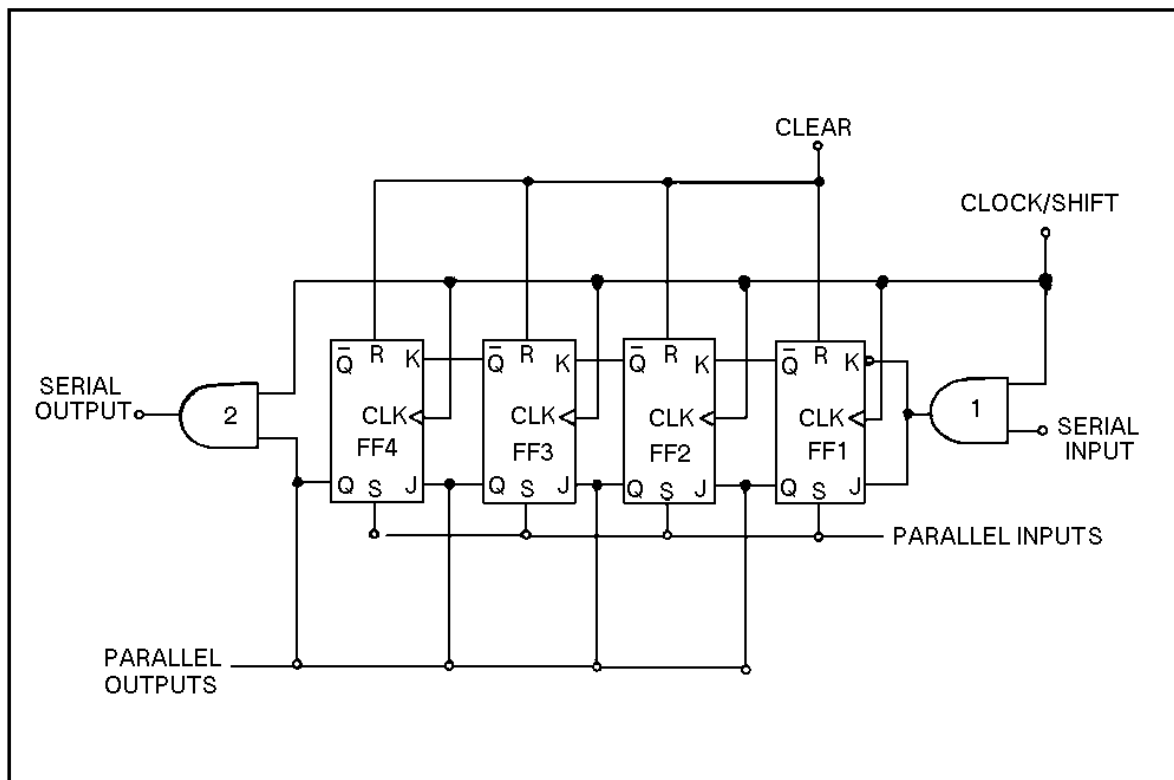 CLEAR
CLOCK/SHIFT
Q̅ R K Q̅ R K Q̅ R K Q̅ R K
SERIAL
OUTPUT
2
CLK CLK CLK CLK
1
SERIAL
INPUT
FF4 FF3 FF2 FF1
Q S J Q S J Q S J Q S J
PARALLEL INPUTS
PARALLEL
OUTPUTS